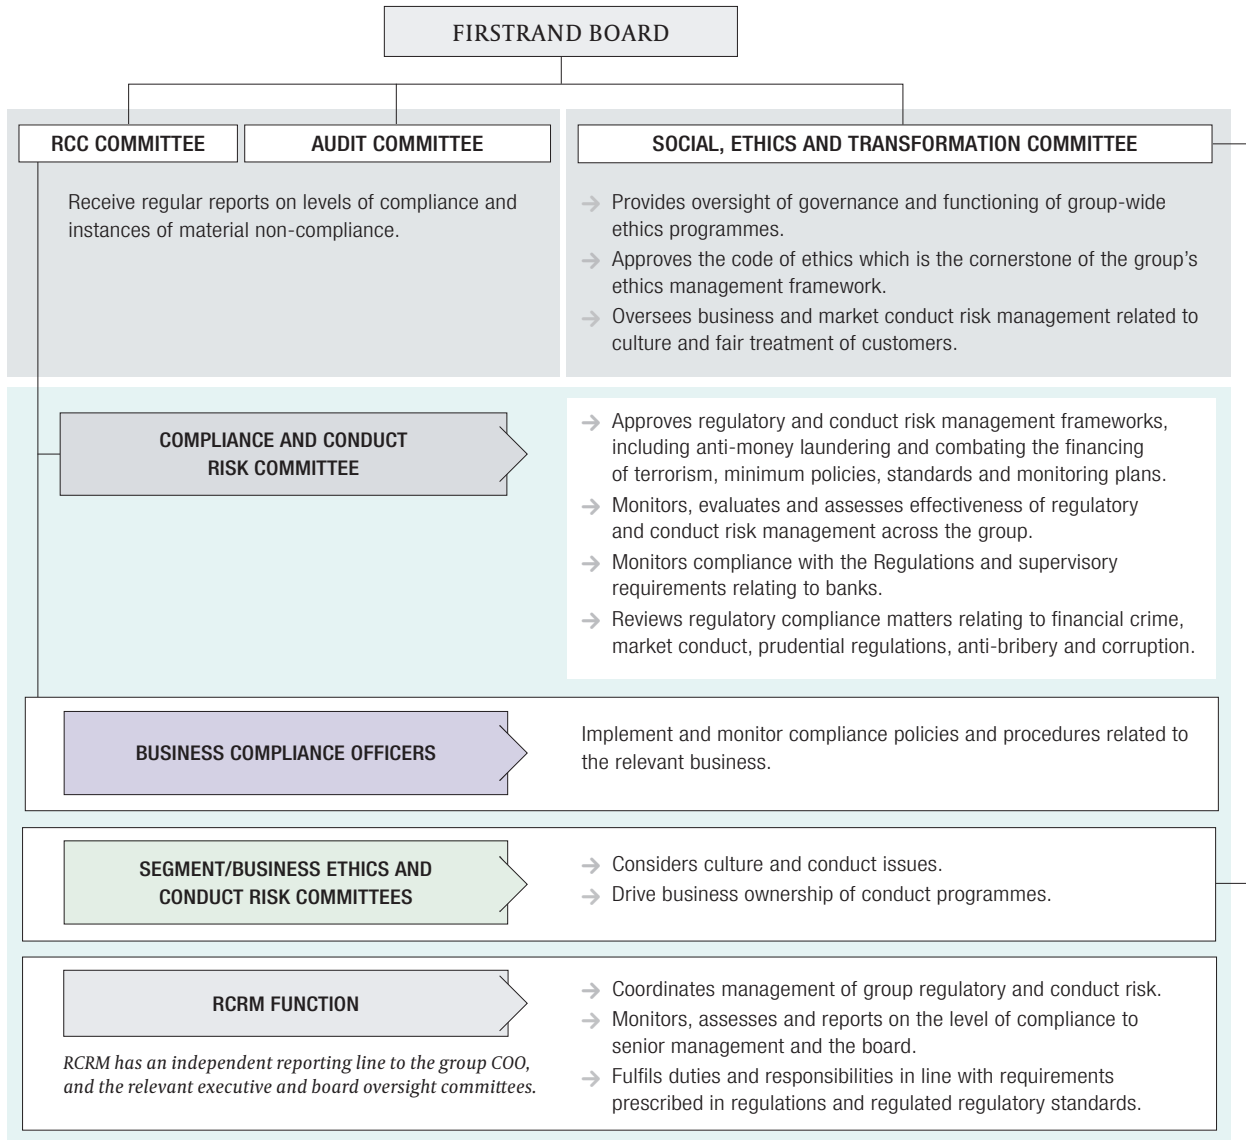 FIRSTRAND BOARD
RCC COMMITTEE
AUDIT COMMITTEE
Receive regular reports on levels of compliance and
instances of material non-compliance.
SOCIAL, ETHICS AND TRANSFORMATION COMMITTEE
→ Provides oversight of governance and functioning of group-wide
ethics programmes.
→ Approves the code of ethics which is the cornerstone of the group's
ethics management framework.
→ Oversees business and market conduct risk management related to
culture and fair treatment of customers.
COMPLIANCE AND CONDUCT
RISK COMMITTEE
→ Approves regulatory and conduct risk management frameworks,
including anti-money laundering and combating the financing
of terrorism, minimum policies, standards and monitoring plans.
→ Monitors, evaluates and assesses effectiveness of regulatory
and conduct risk management across the group.
→ Monitors compliance with the Regulations and supervisory
requirements relating to banks.
→ Reviews regulatory compliance matters relating to financial crime,
market conduct, prudential regulations, anti-bribery and corruption.
BUSINESS COMPLIANCE OFFICERS
Implement and monitor compliance policies and procedures related to
the relevant business.
SEGMENT/BUSINESS ETHICS AND
CONDUCT RISK COMMITTEES
→ Considers culture and conduct issues.
→ Drive business ownership of conduct programmes.
RCRM FUNCTION
RCRM has an independent reporting line to the group COO,
and the relevant executive and board oversight committees.
→ Coordinates management of group regulatory and conduct risk.
→ Monitors, assesses and reports on the level of compliance to
senior management and the board.
→ Fulfils duties and responsibilities in line with requirements
prescribed in regulations and regulated regulatory standards.